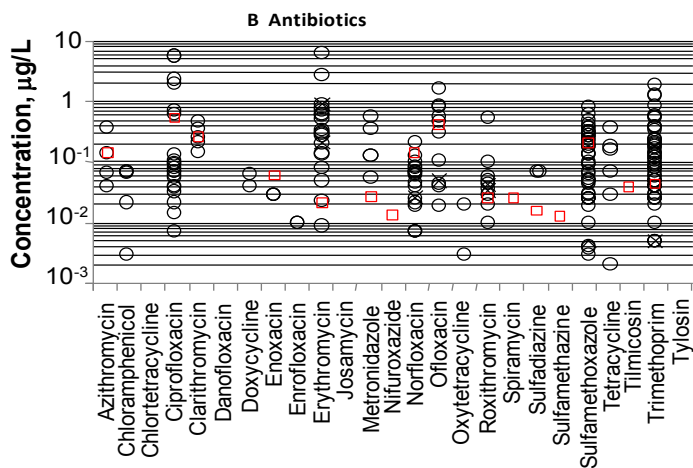 B Antibiotics
Concentration, µg/L
10
1
10-1
10-2
10-3
Azithromycin
Chloramphenicol
Chlortetracycline
Ciprofloxacin
Clarithromycin
Danofloxacin
Doxycycline
Enoxacin
Enrofloxacin
Erythromycin
Josamycin
Metronidazole
Nifuroxazide
Norfloxacin
Ofloxacin
Oxytetracycline
Roxithromycin
Spiramycin
Sulfadiazine
Sulfamethazine
Sulfamethoxazole
Tetracycline
Tilmicosin
Trimethoprim
Tylosin